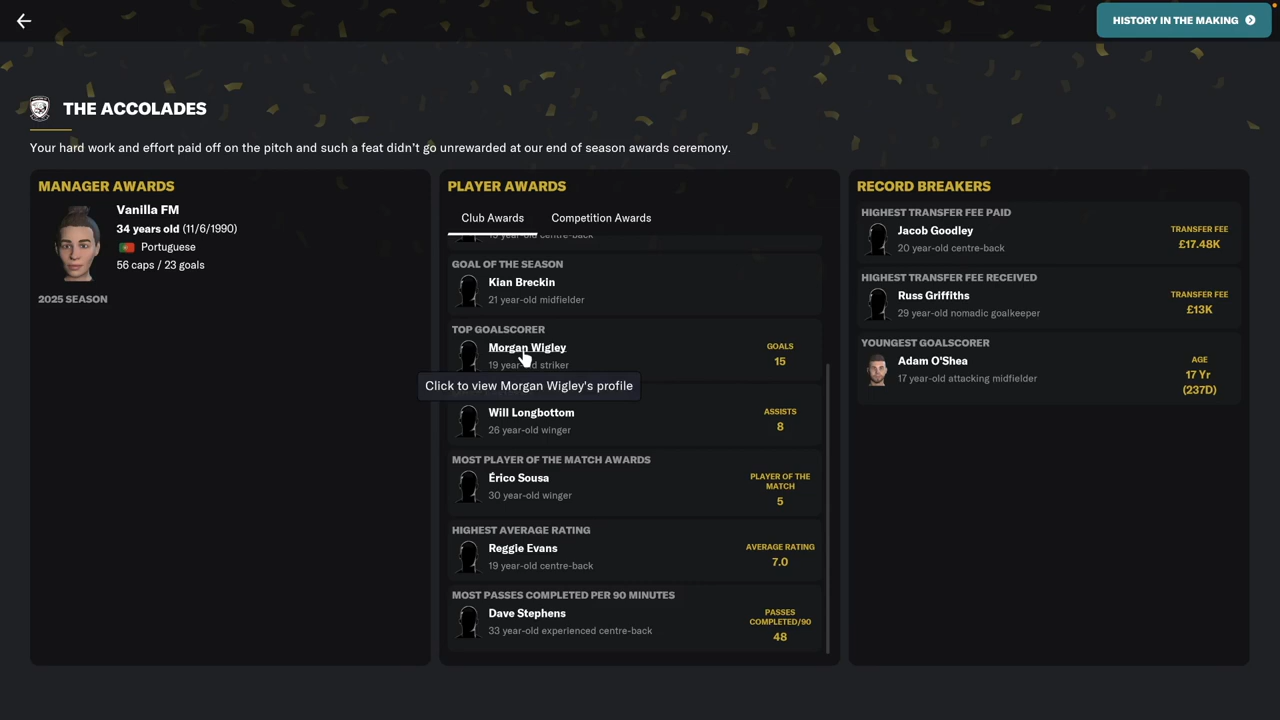 HISTORY IN THE MAKING
THE ACCOLADES
Your hard work and effort paid off on the pitch and such a feat didn't go unrewarded at our end of season awards ceremony.
MANAGER AWARDS
Vanilla FM
34 years old (11/6/1990)
Portuguese
56 caps / 23 goals
2025 SEASON
PLAYER AWARDS
Club Awards Competition Awards
GOAL OF THE SEASON
Kian Breckin
21 year-old midfielder
TOP GOALSCORER
Morgan Wigley
19 year-old striker
GOALS
15
Click to view Morgan Wigley's profile
Will Longbottom
26 year-old winger
ASSISTS
8
MOST PLAYER OF THE MATCH AWARDS
Érico Sousa
30 year-old winger
PLAYER OF THE
MATCH
5
HIGHEST AVERAGE RATING
Reggie Evans
19 year-old centre-back
AVERAGE RATING
7.0
MOST PASSES COMPLETED PER 90 MINUTES
Dave Stephens
33 year-old experienced centre-back
PASSES
COMPLETED/90
48
RECORD BREAKERS
HIGHEST TRANSFER FEE PAID
Jacob Goodley
20 year-old centre-back
TRANSFER FEE
£17.48K
HIGHEST TRANSFER FEE RECEIVED
Russ Griffiths
29 year-old nomadic goalkeeper
TRANSFER FEE
£13K
YOUNGEST GOALSCORER
Adam O'Shea
17 year-old attacking midfielder
AGE
17 Yr
(237D)